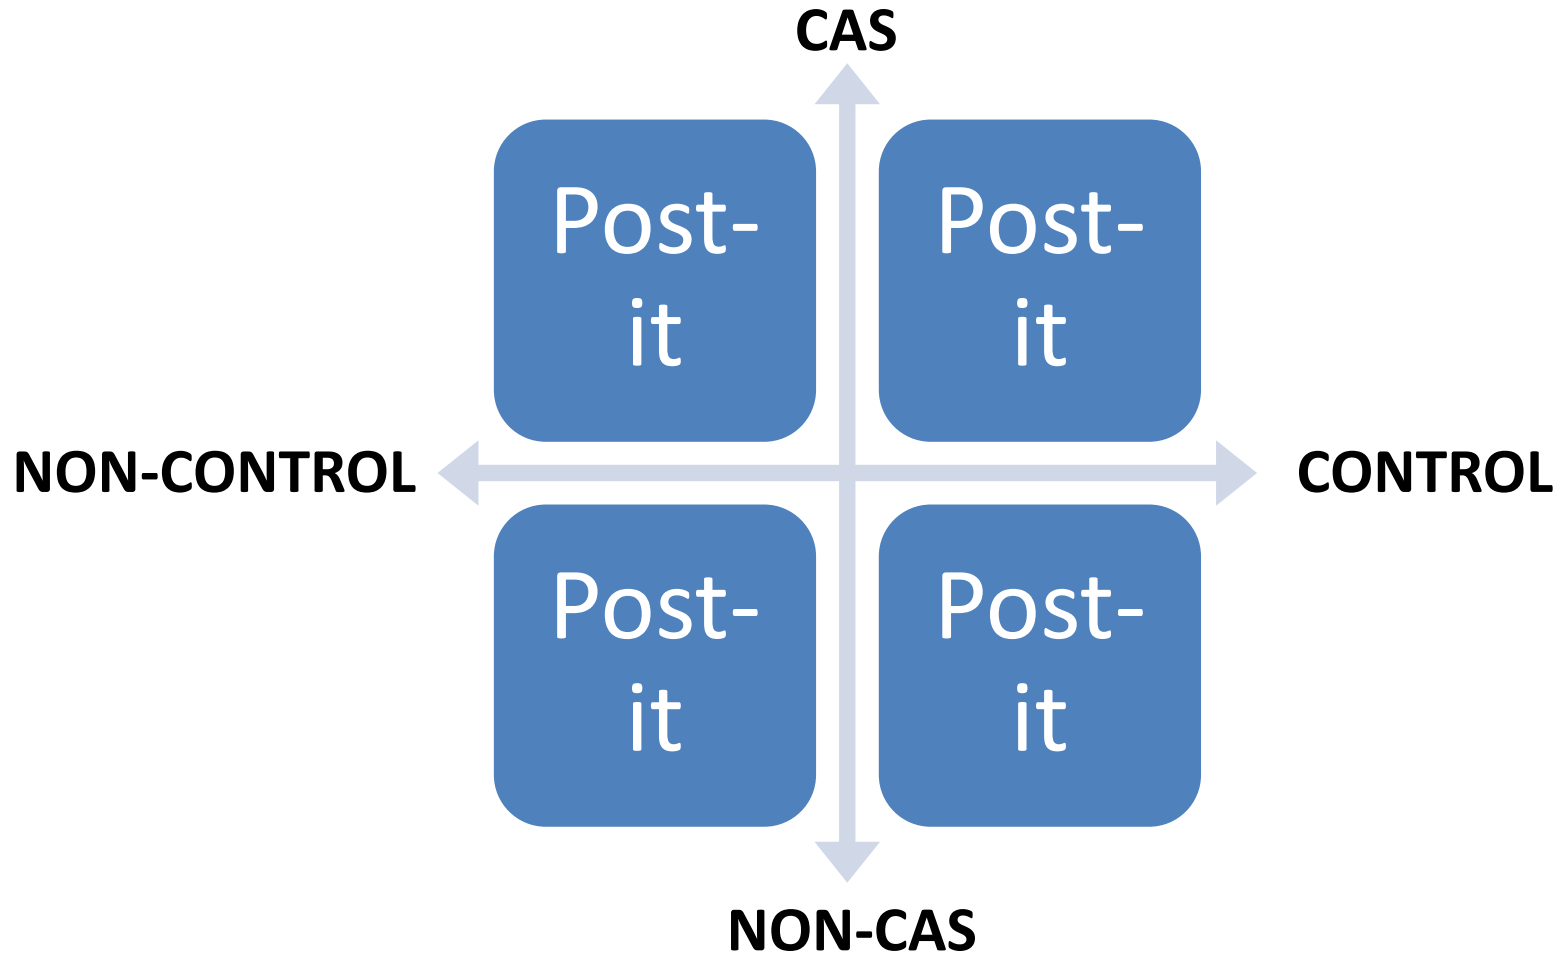 CAS
Post-
it
Post-
it
NON-CONTROL
CONTROL
Post-
it
Post-
it
NON-CAS